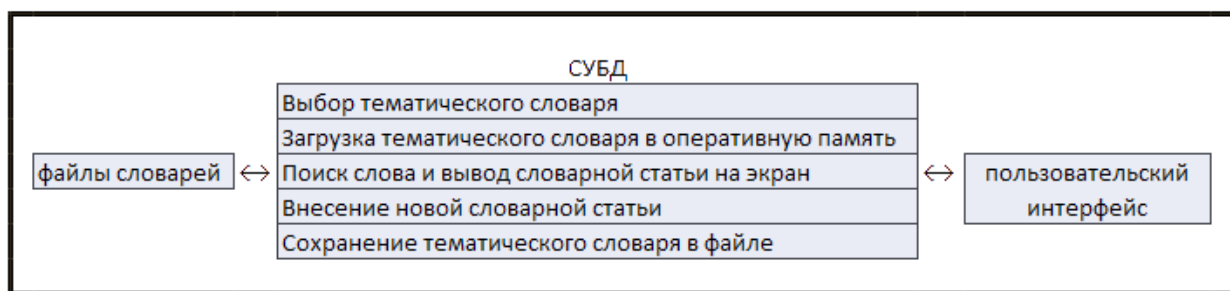 СУБД
Выбор тематического словаря
Загрузка тематического словаря в оперативную память
файлы словарей ↔ Поиск слова и вывод словарной статьи на экран ↔ пользовательский
интерфейс
Внесение новой словарной статьи
Сохранение тематического словаря в файле